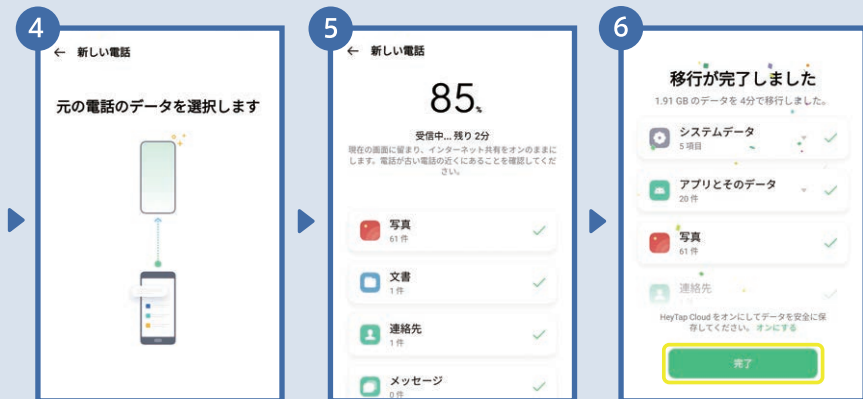 4
← 新しい電話
元の電話のデータを選択します
5
← 新しい電話
85%
受信中... 残り 2分
現在の画面に留まり、インターネット共有をオンのままに
します。電話が古い電話の近くにあることを確認してくだ
さい。
写真
61 件
文書
1 件
連絡先
1 件
メッセージ
0 件
6
移行が完了しました
1.91 GB のデータを 4分で移行しました。
システムデータ
5 項目
アプリとそのデータ
20 件
写真
61 件
連絡先
HeyTap Cloud をオンにしてデータを安全に保
存してください。 オンにする
完了